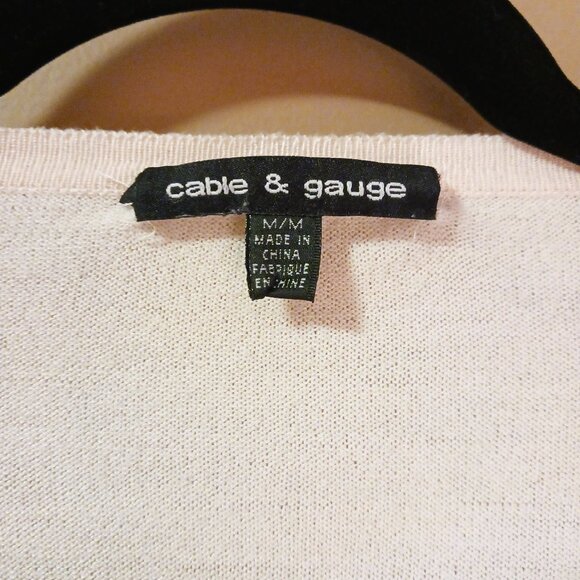 cable & gauge
M/M
MADE IN
CHINA
FABRIQUE
EN CHINE